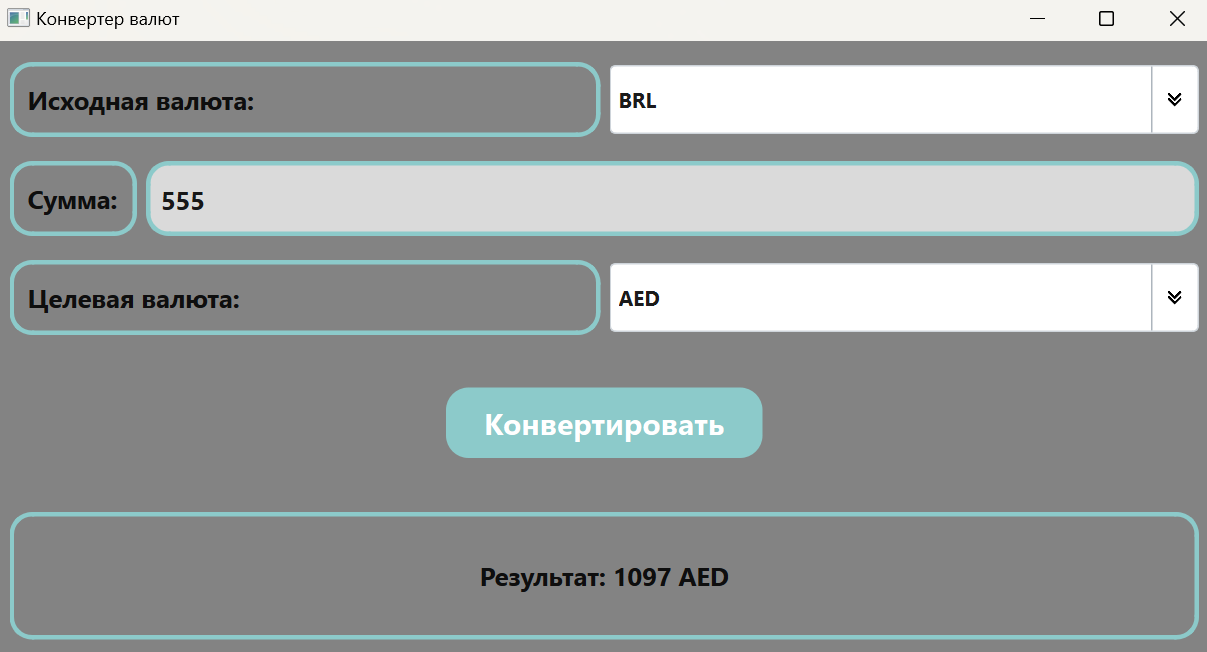 Конвертер валют
Исходная валюта:
BRL
Сумма:
555
Целевая валюта:
AED
Конвертировать
Результат: 1097 AED